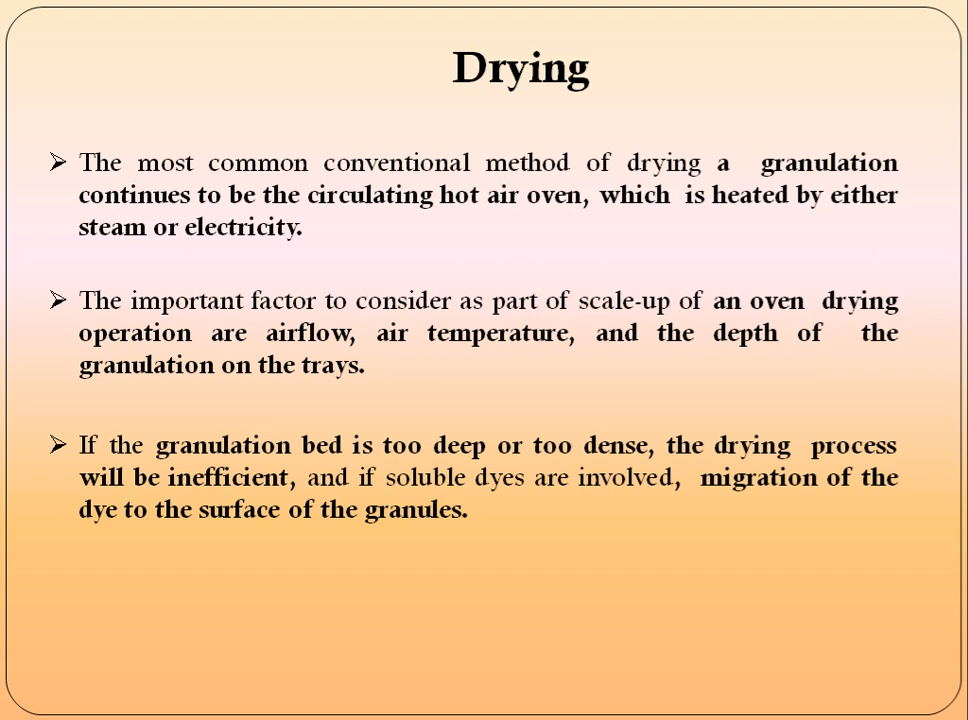 Drying
➢ The most common conventional method of drying a granulation
continues to be the circulating hot air oven, which is heated by either
steam or electricity.
➢ The important factor to consider as part of scale-up of an oven drying
operation are airflow, air temperature, and the depth of the
granulation on the trays.
➢ If the granulation bed is too deep or too dense, the drying process
will be inefficient, and if soluble dyes are involved, migration of the
dye to the surface of the granules.